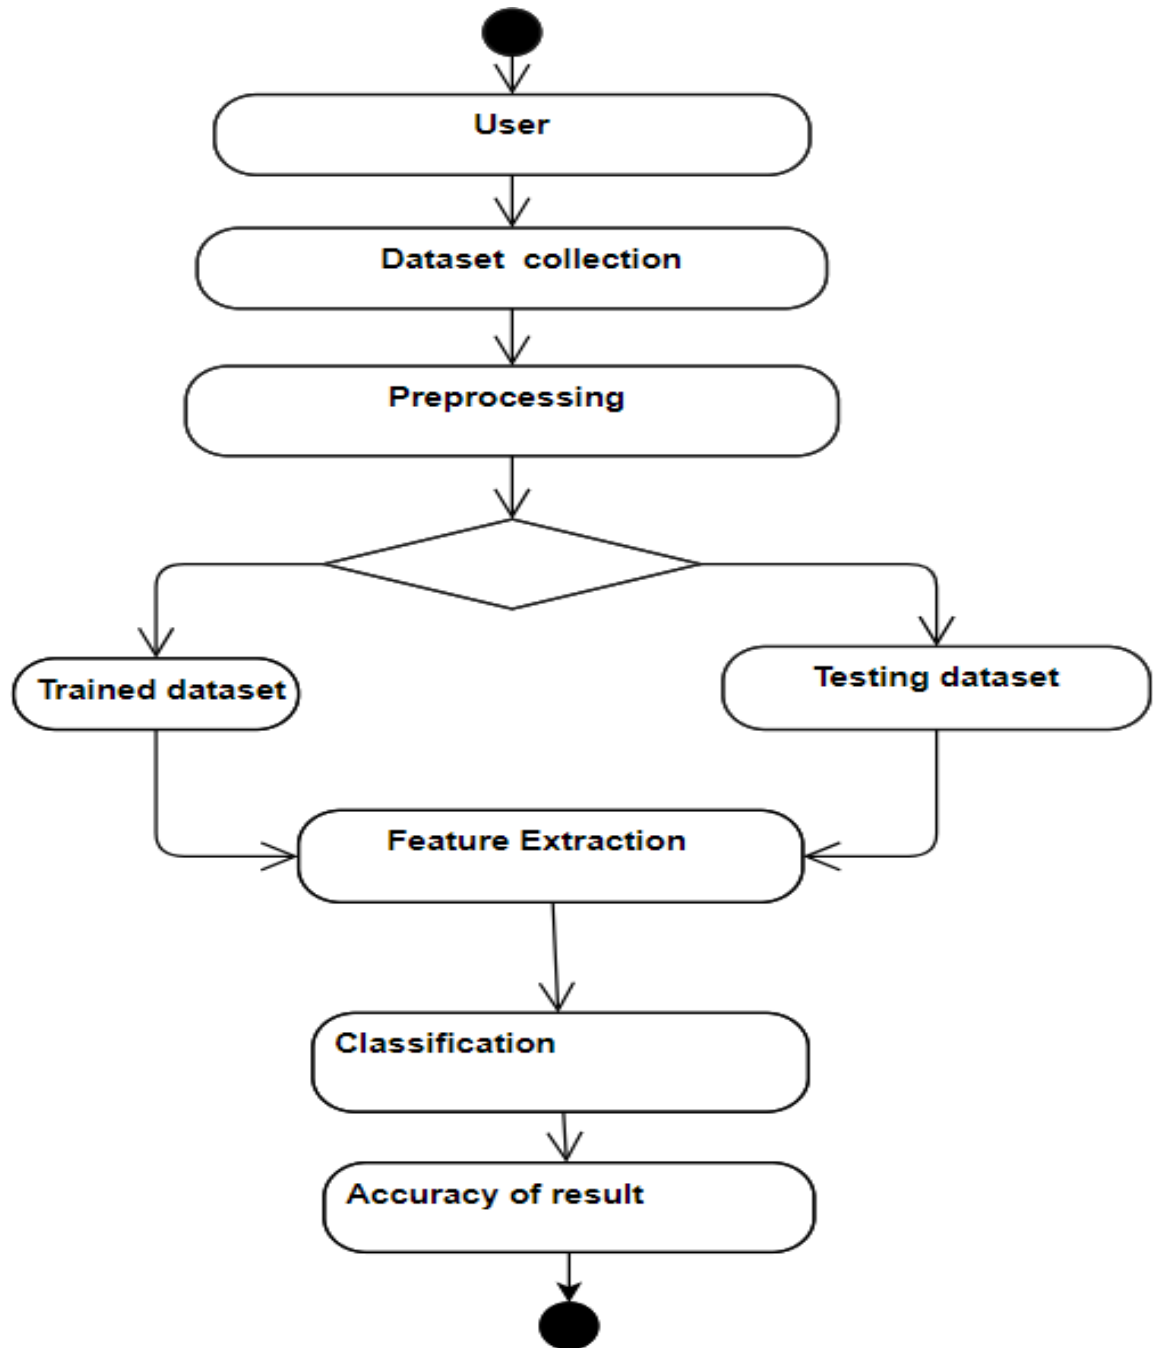 User
Dataset collection
Preprocessing
Trained dataset
Testing dataset
Feature Extraction
Classification
Accuracy of result